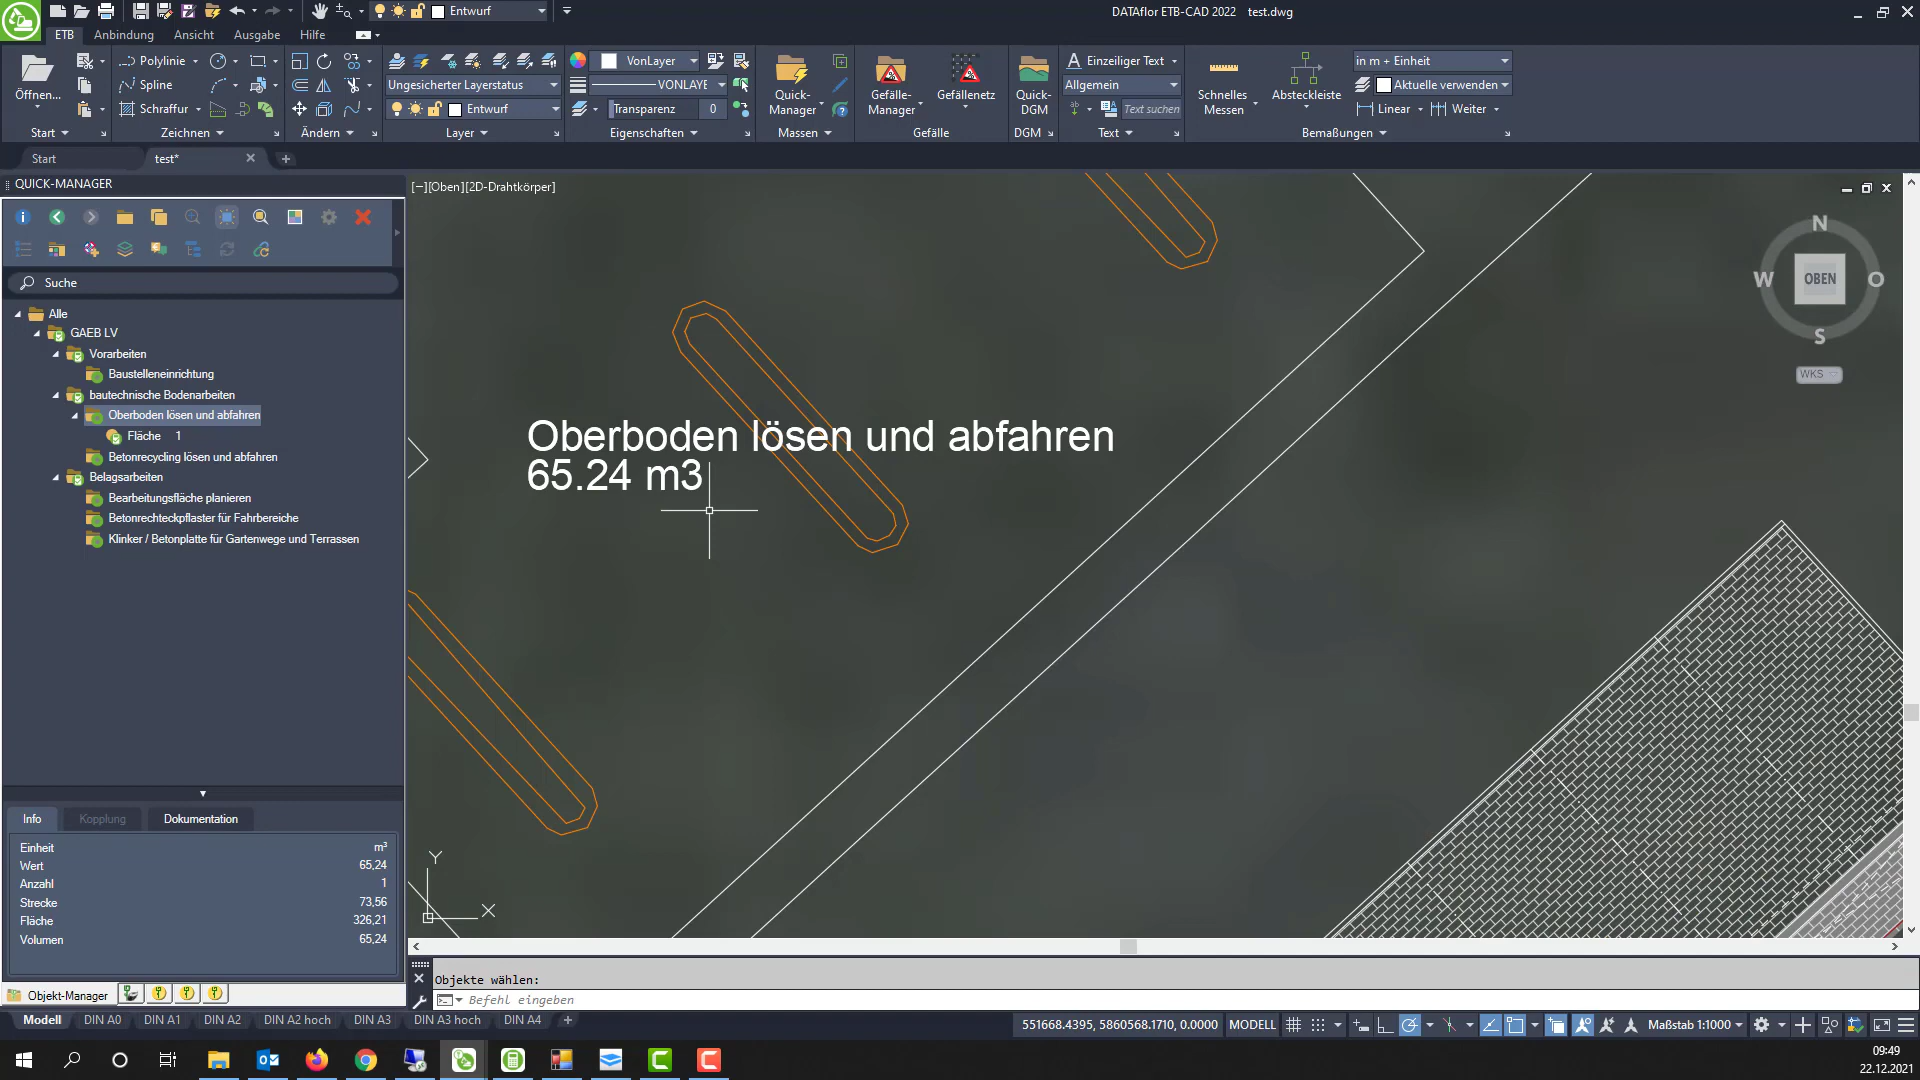 Entwurf
DATAflor ETB-CAD 2022 test.dwg
ETB Anbindung Ansicht Ausgabe Hilfe
Öffnen...
Start
Polylinie
Spline
Schraffur
Zeichnen
Ändern
Ungesicherter Layerstatus
Entwurf
Layer
VonLayer
VONLAYE
Transparenz 0
Eigenschaften
Quick-
Manager
Massen
Gefälle-
Manager
Gefällenetz
Gefälle
Quick-
DGM
DGM
A Einzeiliger Text
Allgemein
ab
Text suchen
Text
Schnelles
Messen
Absteckleiste
in m + Einheit
Aktuelle verwenden
Linear Weiter
Bemaßungen
Start test*
QUICK-MANAGER
Suche
Alle
GAEB LV
Vorarbeiten
Baustelleneinrichtung
bautechnische Bodenarbeiten
Oberboden lösen und abfahren
Fläche 1
Betonrecycling lösen und abfahren
Belagsarbeiten
Bearbeitungsfläche planieren
Betonrechteckpflaster für Fahrbereiche
Klinker / Betonplatte für Gartenwege und Terrassen
Info Kopplung Dokumentation
Einheit m³
Wert 65,24
Anzahl 1
Strecke 73,56
Fläche 326,21
Volumen 65,24
Objekt-Manager
[−][Oben][2D-Drahtkörper]
Oberboden lösen und abfahren
65.24 m3
N
W OBEN O
S
WKS
Y
X
Objekte wählen:
Befehl eingeben
Modell DIN A0 DIN A1 DIN A2 DIN A2 hoch DIN A3 DIN A3 hoch DIN A4
551668.4395, 5860568.1710, 0.0000 MODELL Maßstab 1:1000
09:49
22.12.2021